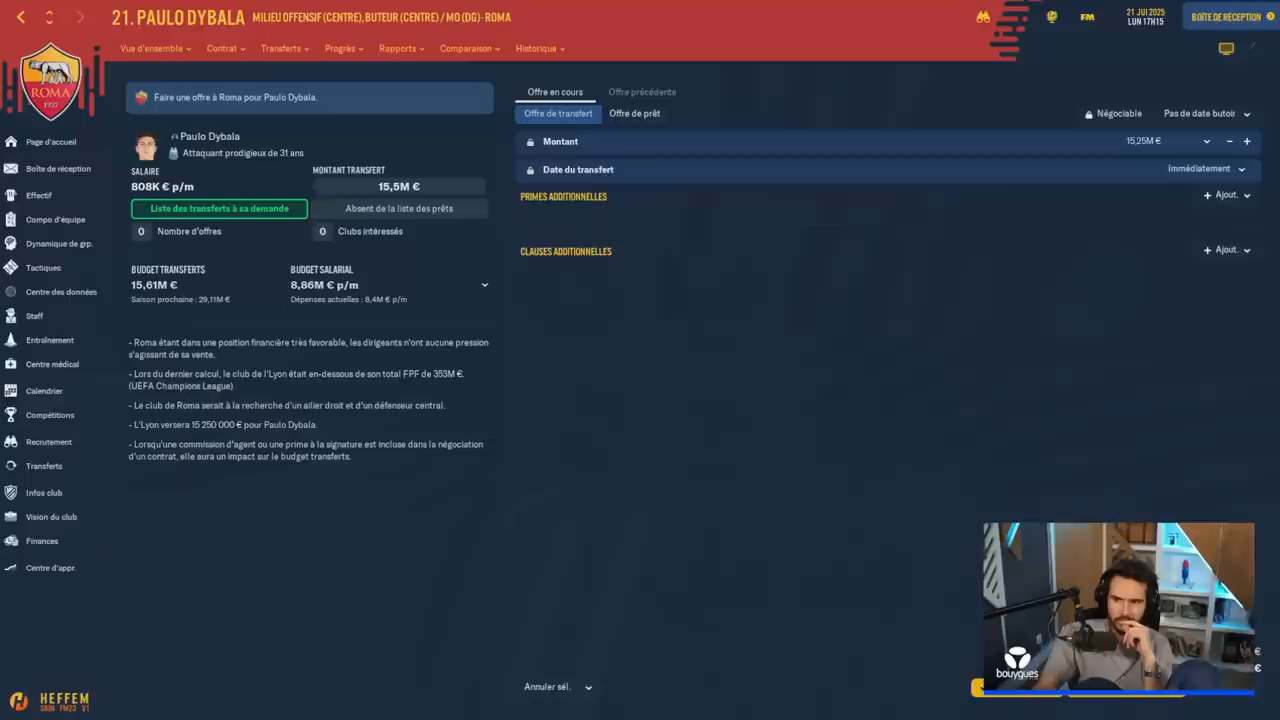 21. PAULO DYBALA MILIEU OFFENSIF (CENTRE), BUTEUR (CENTRE) / MO (DG) - ROMA
FM
21 JUI 2025
LUN 17H15
BOÎTE DE RÉCEPTION
Vue d'ensemble
Contrat
Transferts
Progrès
Rapports
Comparaison
Historique
ROMA
1927
Page d'accueil
Boîte de réception
Effectif
Compo d'équipe
Dynamique de grp.
Tactiques
Centre des données
Staff
Entraînement
Centre médical
Calendrier
Compétitions
Recrutement
Transferts
Infos club
Vision du club
Finances
Centre d'appr.
HEFFEM
SKIN FM23 V1
Faire une offre à Roma pour Paulo Dybala.
Paulo Dybala
Attaquant prodigieux de 31 ans
SALAIRE
808K € p/m
MONTANT TRANSFERT
15,5M €
Liste des transferts à sa demande
Absent de la liste des prêts
0 Nombre d'offres
0 Clubs intéressés
BUDGET TRANSFERTS
15,61M €
Saison prochaine : 29,11M €
BUDGET SALARIAL
8,86M € p/m
Dépenses actuelles : 8,4M € p/m
- Roma étant dans une position financière très favorable, les dirigeants n'ont aucune pression
s'agissant de sa vente.
- Lors du dernier calcul, le club de l'Lyon était en-dessous de son total FPF de 353M €.
(UEFA Champions League)
- Le club de Roma serait à la recherche d'un ailier droit et d'un défenseur central.
- L'Lyon versera 15 250 000 € pour Paulo Dybala.
- Lorsqu'une commission d'agent ou une prime à la signature est incluse dans la négociation
d'un contrat, elle aura un impact sur le budget transferts.
Offre en cours
Offre précédente
Offre de transfert
Offre de prêt
Négociable
Pas de date butoir
Montant
15,25M €
Date du transfert
Immédiatement
PRIMES ADDITIONNELLES
+ Ajout.
CLAUSES ADDITIONNELLES
+ Ajout.
Annuler sél.
bouygues
€
€